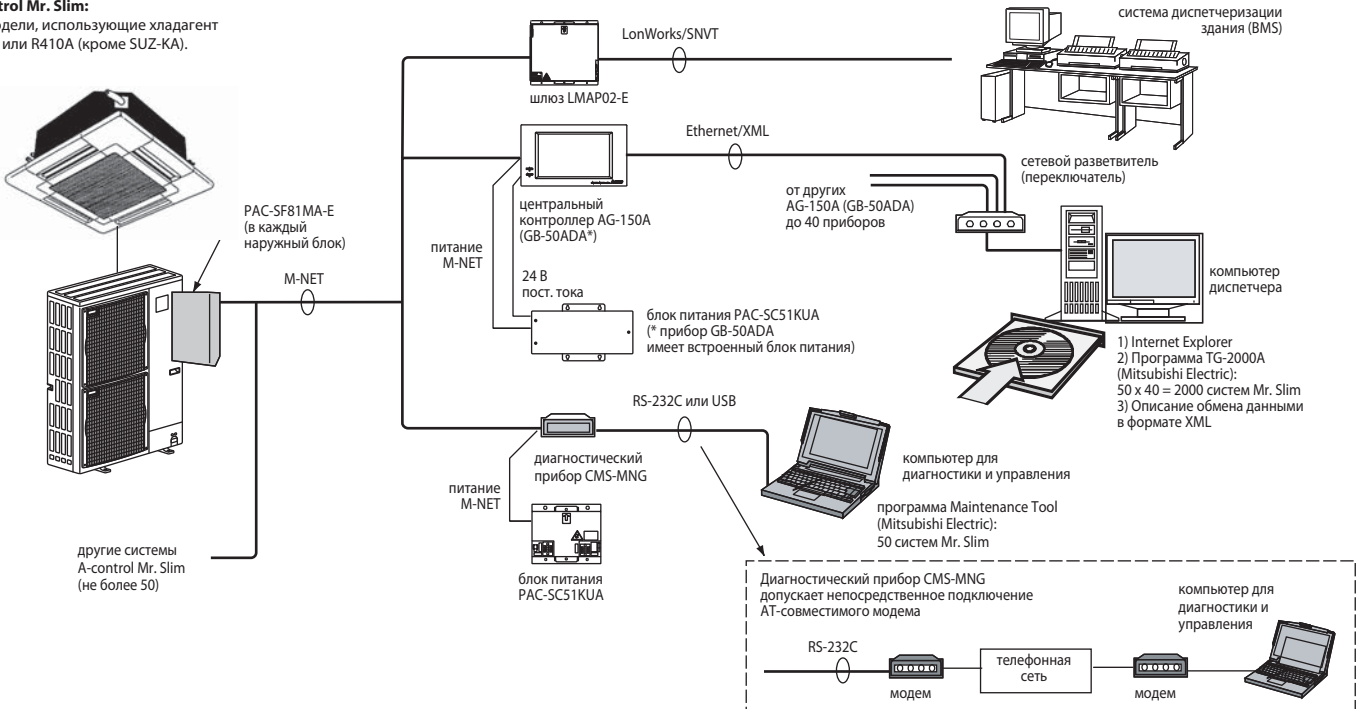 ntrol Mr. Slim:
одели, использующие хладагент
или R410A (кроме SUZ-KA).
PAC-SF81MA-E
(в каждый
наружный блок)
M-NET
другие системы
A-control Mr. Slim
(не более 50)
LonWorks/SNVT
шлюз LMAP02-E
система диспетчеризации
здания (BMS)
Ethernet/XML
центральный
контроллер AG-150A
(GB-50ADA*)
питание
M-NET
24 В
пост. тока
блок питания PAC-SC51KUA
(* прибор GB-50ADA
имеет встроенный блок питания)
от других
AG-150A (GB-50ADA)
до 40 приборов
сетевой разветвитель
(переключатель)
компьютер
диспетчера
1) Internet Explorer
2) Программа TG-2000A
(Mitsubishi Electric):
50 x 40 = 2000 систем Mr. Slim
3) Описание обмена данными
в формате XML
RS-232C или USB
диагностический
прибор CMS-MNG
питание
M-NET
блок питания
PAC-SC51KUA
компьютер для
диагностики и управления
программа Maintenance Tool
(Mitsubishi Electric):
50 систем Mr. Slim
Диагностический прибор CMS-MNG
допускает непосредственное подключение
АТ-совместимого модема
RS-232C
модем
телефонная
сеть
модем
компьютер для
диагностики и
управления